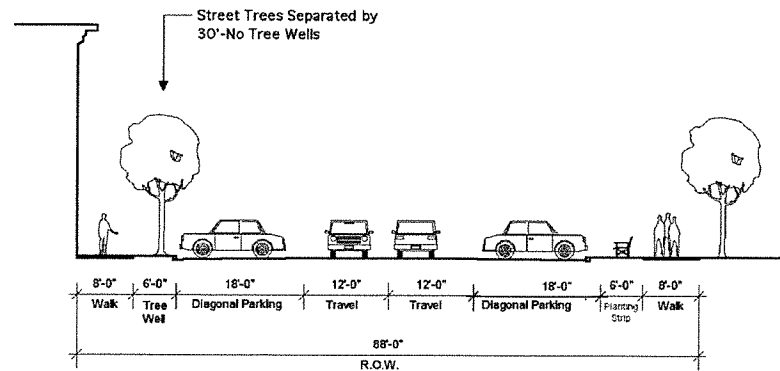 Street Trees Separated by
30'-No Tree Wells
8'-0" 6'-0" 18'-0" 12'-0" 12'-0" 18'-0" 6'-0" 8'-0"
Walk Tree Well Diagonal Parking Travel Travel Diagonal Parking Planting Strip Walk
88'-0"
R.O.W.